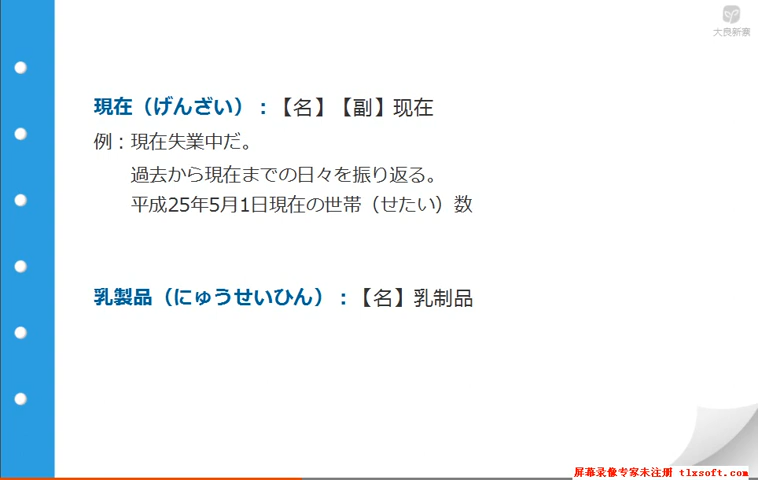 大良新寨
現在（げんざい）：【名】【副】现在
例：現在失業中だ。
過去から現在までの日々を振り返る。
平成25年5月1日現在の世帯（せたい）数
乳製品（にゅうせいひん）：【名】乳制品
屏幕录像专家未注册 tlxsoft.com